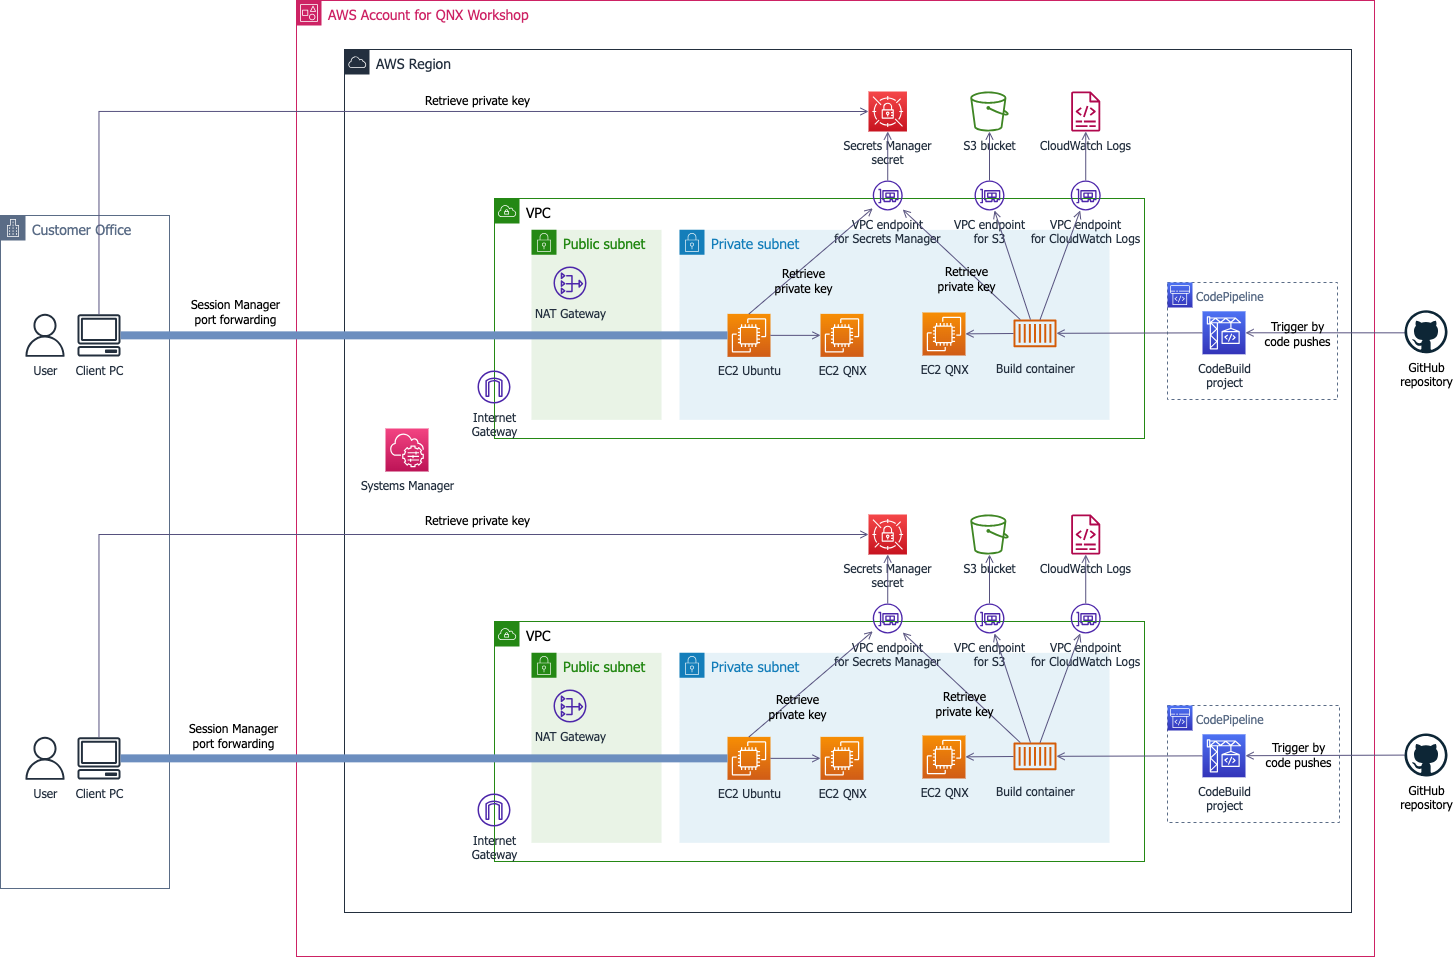 AWS Account for QNX Workshop
AWS Region
Retrieve private key
Secrets Manager
secret
S3 bucket
CloudWatch Logs
Customer Office
VPC
VPC endpoint
for Secrets Manager
VPC endpoint
for S3
VPC endpoint
for CloudWatch Logs
Public subnet
Private subnet
Retrieve
private key
Retrieve
private key
NAT Gateway
Session Manager
port forwarding
CodePipeline
Trigger by
code pushes
User
Client PC
EC2 Ubuntu
EC2 QNX
EC2 QNX
Build container
CodeBuild
project
GitHub
repository
Internet
Gateway
Systems Manager
Retrieve private key
Secrets Manager
secret
S3 bucket
CloudWatch Logs
VPC
VPC endpoint
for Secrets Manager
VPC endpoint
for S3
VPC endpoint
for CloudWatch Logs
Public subnet
Private subnet
Retrieve
private key
Retrieve
private key
NAT Gateway
Session Manager
port forwarding
CodePipeline
Trigger by
code pushes
User
Client PC
EC2 Ubuntu
EC2 QNX
EC2 QNX
Build container
CodeBuild
project
GitHub
repository
Internet
Gateway